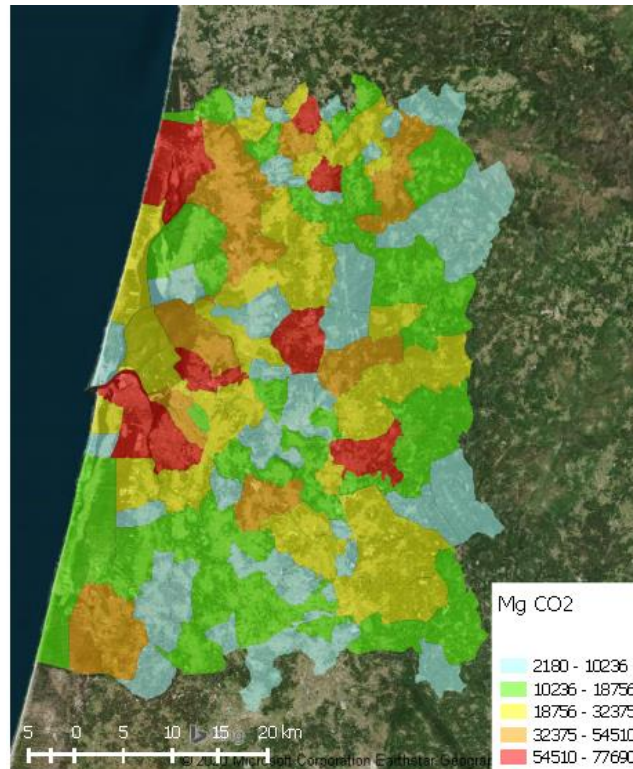 Mg CO2
2180 - 10236
10236 - 18756
18756 - 32375
32375 - 54510
54510 - 77690
5 0 5 10 15 20 km
Microsoft Corporation Earthstar Geograp